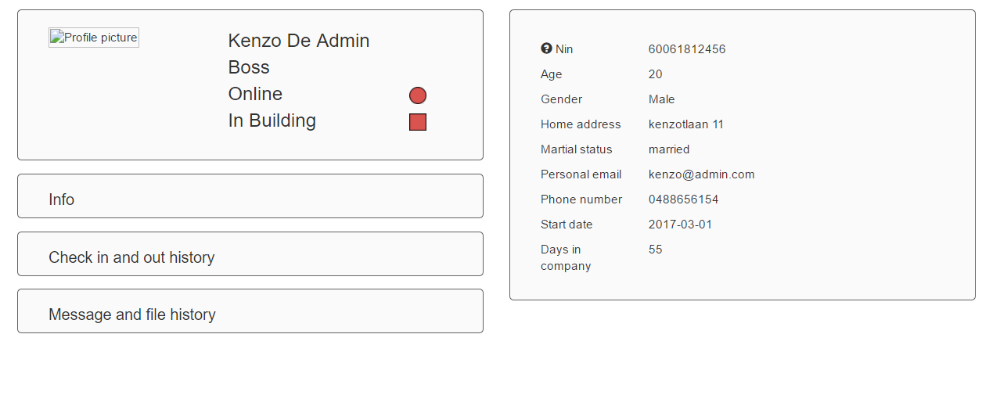 Profile picture
Kenzo De Admin
Boss
Online
In Building
Info
Check in and out history
Message and file history
? Nin 60061812456
Age 20
Gender Male
Home address kenzotlaan 11
Martial status married
Personal email kenzo@admin.com
Phone number 0488656154
Start date 2017-03-01
Days in 55
company